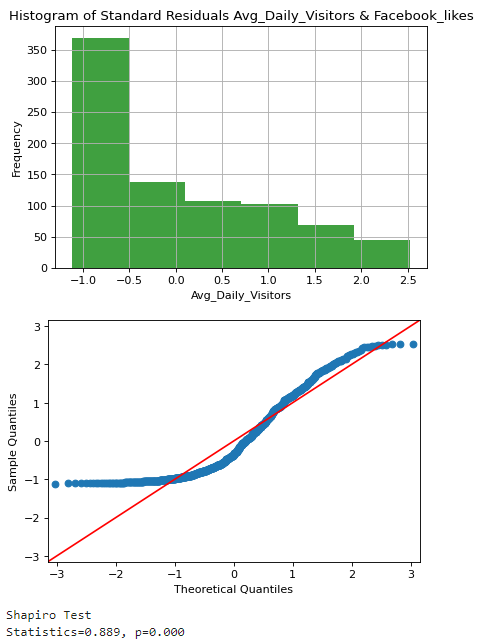 Histogram of Standard Residuals Avg_Daily_Visitors & Facebook_likes
350
300
250
200
150
100
50
0
Frequency
−1.0 −0.5 0.0 0.5 1.0 1.5 2.0 2.5
Avg_Daily_Visitors
3
2
1
0
−1
−2
−3
Sample Quantiles
−3 −2 −1 0 1 2 3
Theoretical Quantiles
Shapiro Test
Statistics=0.889, p=0.000